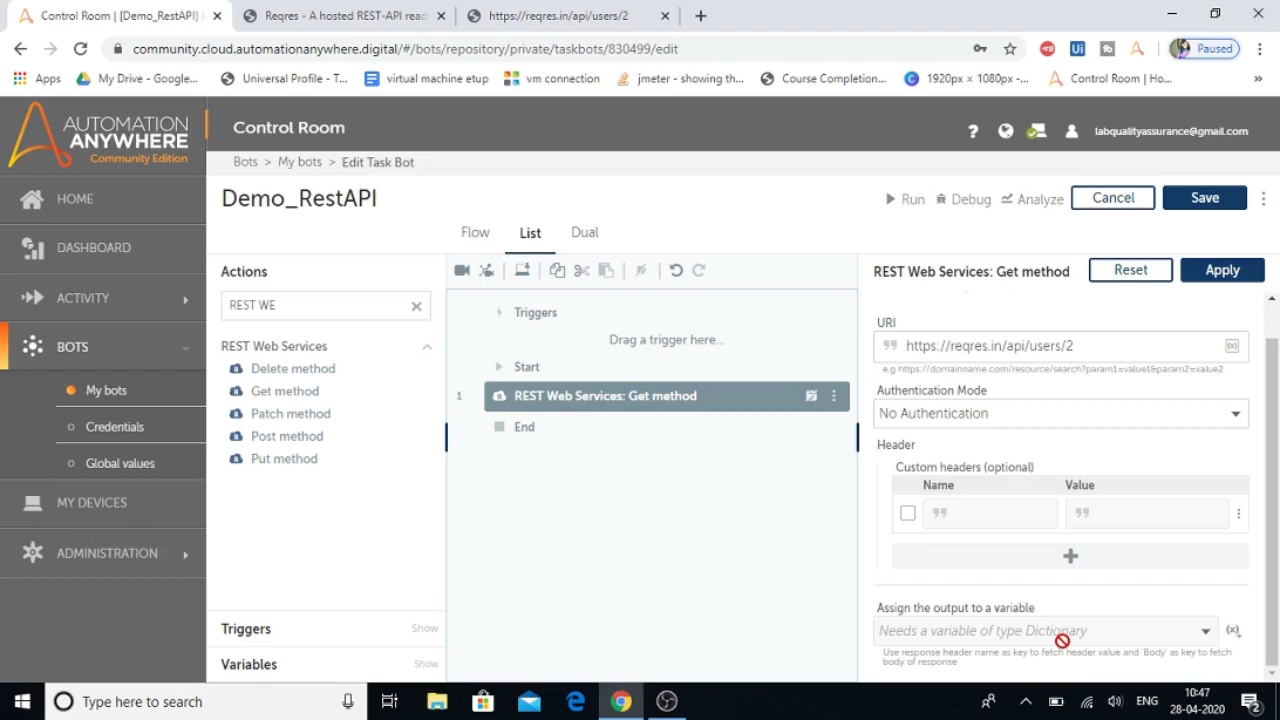 Control Room | [Demo_RestAPI] E
Reqres - A hosted REST-API read
https://reqres.in/api/users/2
community.cloud.automationanywhere.digital/#/bots/repository/private/taskbots/830499/edit
Paused
Apps
My Drive - Google...
Universal Profile - T...
virtual machine etup
vm connection
jmeter - showing th...
Course Completion...
1920px × 1080px -...
Control Room | Ho...
»
AUTOMATION
ANYWHERE
Community Edition
Control Room
labqualityassurance@gmail.com
Bots > My bots > Edit Task Bot
HOME
DASHBOARD
ACTIVITY
BOTS
My bots
Credentials
Global values
MY DEVICES
ADMINISTRATION
Demo_RestAPI
Run
Debug
Analyze
Cancel
Save
Flow
List
Dual
Actions
REST WE
REST Web Services
Delete method
Get method
Patch method
Post method
Put method
Triggers
Show
Variables
Show
Triggers
Drag a trigger here...
Start
1
REST Web Services: Get method
End
REST Web Services: Get method
Reset
Apply
URI
https://reqres.in/api/users/2
e.g https://domainname.com/resource/search?param1=value1&param2=value2
Authentication Mode
No Authentication
Header
Custom headers (optional)
Name
Value
Assign the output to a variable
Needs a variable of type Dictionary
(x)
Use response header name as key to fetch header value and 'Body' as key to fetch
body of response
Type here to search
ENG
10:47
28-04-2020
2